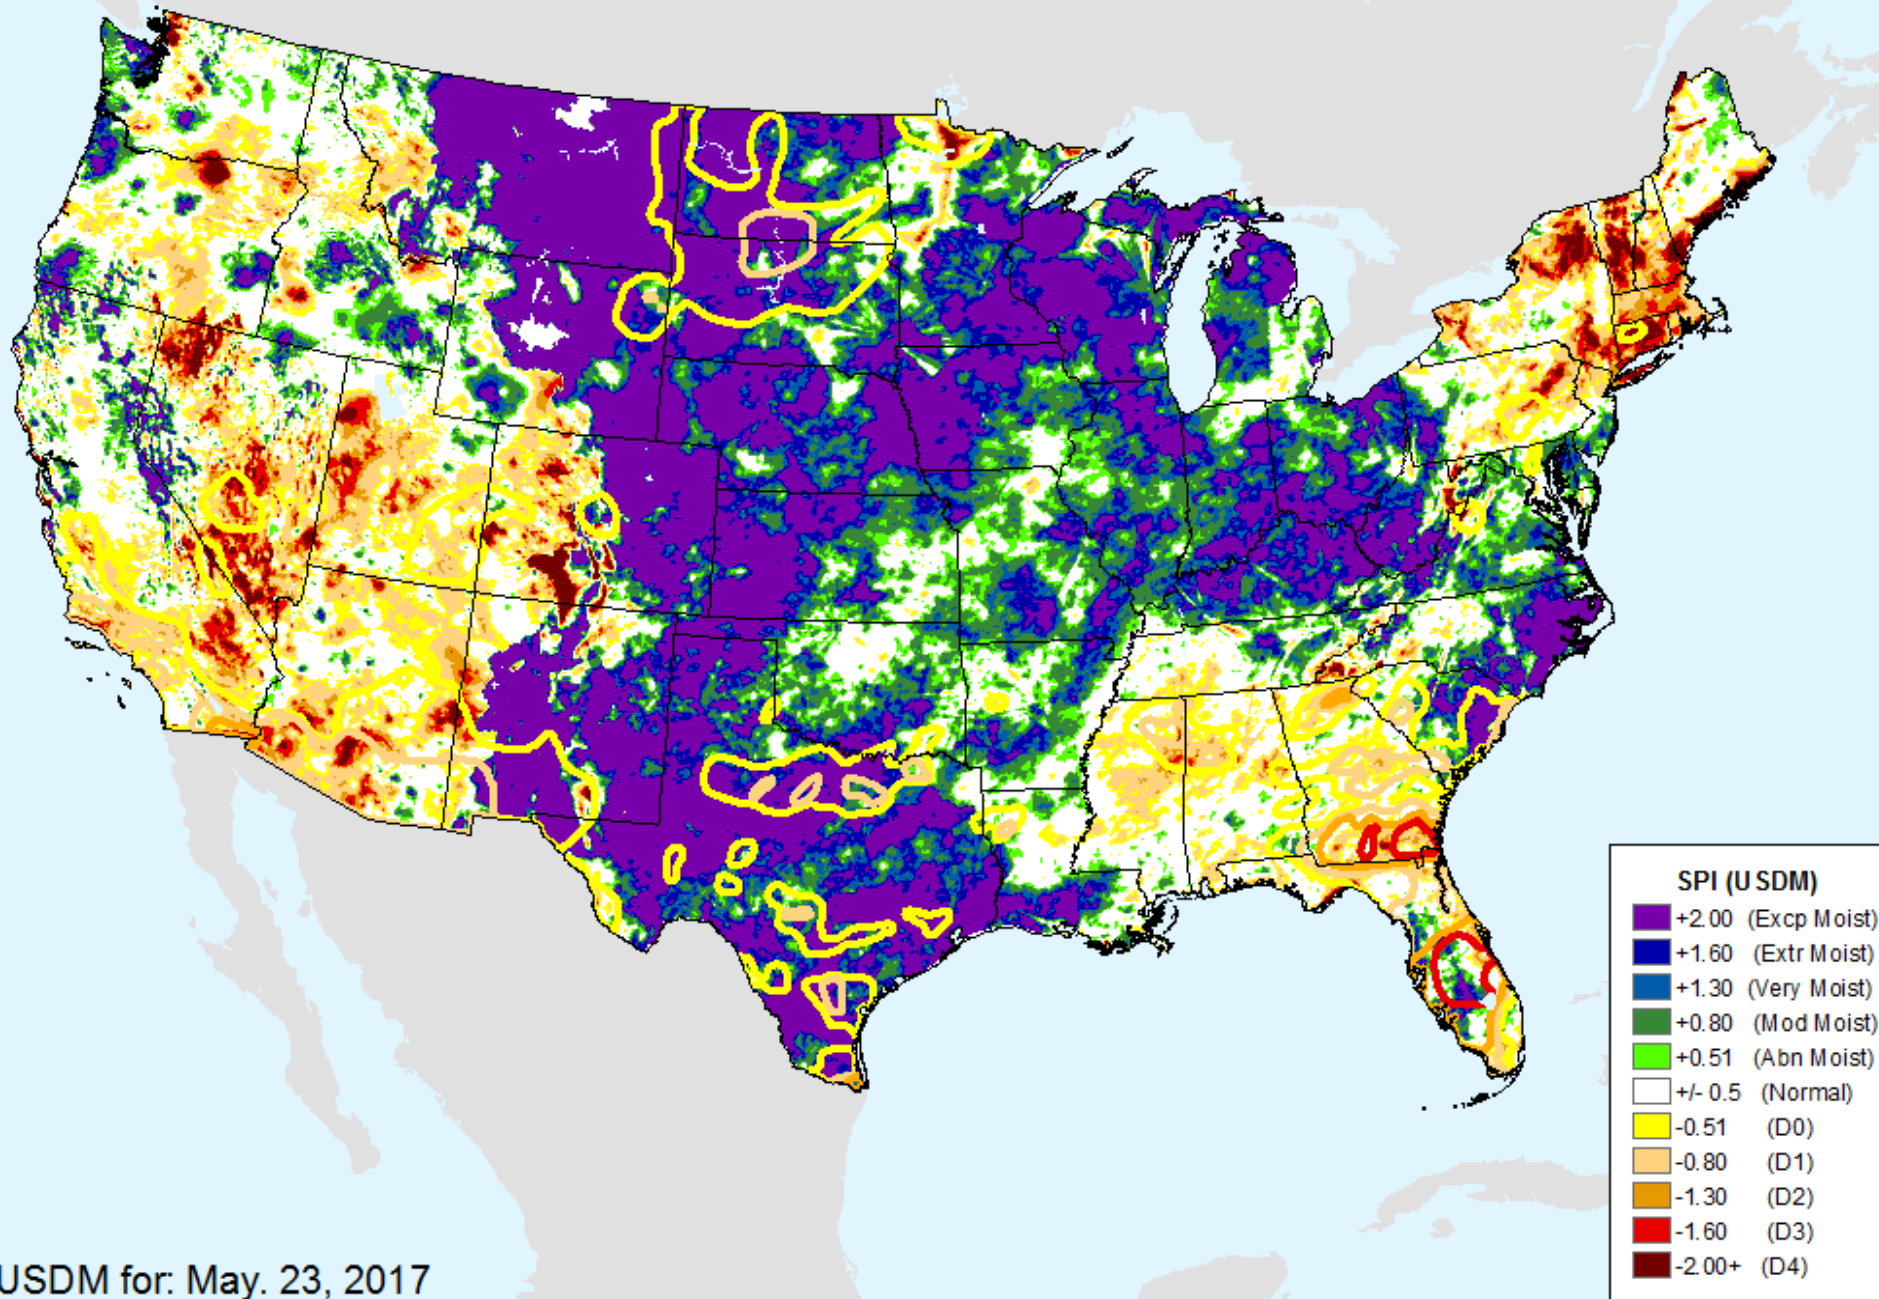 SPI (USDM)
+2.00 (Excp Moist)
+1.60 (Extr Moist)
+1.30 (Very Moist)
+0.80 (Mod Moist)
+0.51 (Abn Moist)
+/- 0.5 (Normal)
-0.51 (D0)
-0.80 (D1)
-1.30 (D2)
-1.60 (D3)
-2.00+ (D4)
USDM for: May. 23, 2017